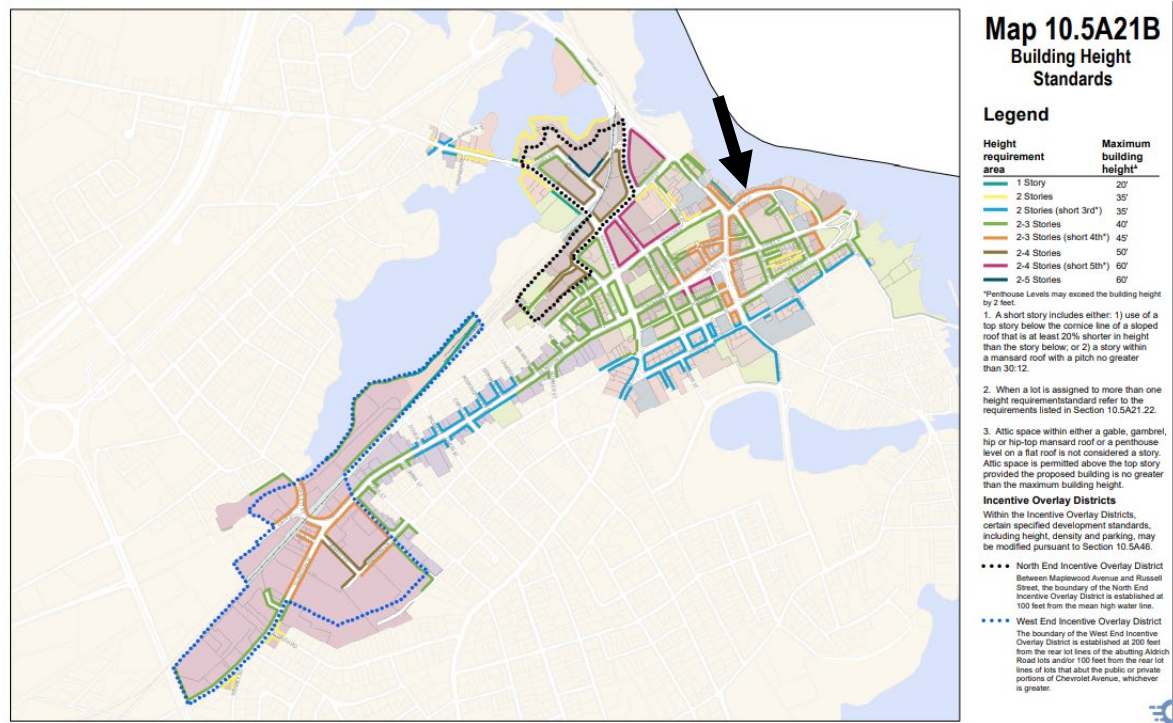 Map 10.5A21B
Building Height
Standards
Legend
Height requirement area
Maximum building heightᴬ
1 Story 20'
2 Stories 35'
2 Stories (short 3rd*) 35'
2-3 Stories 40'
2-3 Stories (short 4th*) 45'
2-4 Stories 50'
2-4 Stories (short 5th*) 60'
2-5 Stories 60'
*Penthouse Levels may exceed the building height
by 2 feet.
1. A short story includes either: 1) use of a
top story below the cornice line of a sloped
roof that is at least 20% shorter in height
than the story below; or 2) a story within
a mansard roof with a pitch no greater
than 30:12.
2. When a lot is assigned to more than one
height requirementstandard refer to the
requirements listed in Section 10.5A21.22.
3. Attic space within either a gable, gambrel,
hip or hip-top mansard roof or a penthouse
level on a flat roof is not considered a story.
Attic space is permitted above the top story
provided the proposed building is no greater
than the maximum building height.
Incentive Overlay Districts
Within the Incentive Overlay Districts,
certain specified development standards,
including height, density and parking, may
be modified pursuant to Section 10.5A46.
North End Incentive Overlay District
Between Maplewood Avenue and Russell
Street, the boundary of the North End
Incentive Overlay District is established at
100 feet from the mean high water line.
West End Incentive Overlay District
The boundary of the West End Incentive
Overlay District is established at 200 feet
from the rear lot lines of the abutting Aldrich
Road lots and/or 100 feet from the rear lot
lines of lots that abut the public or private
portions of Chevrolet Avenue, whichever
is greater.